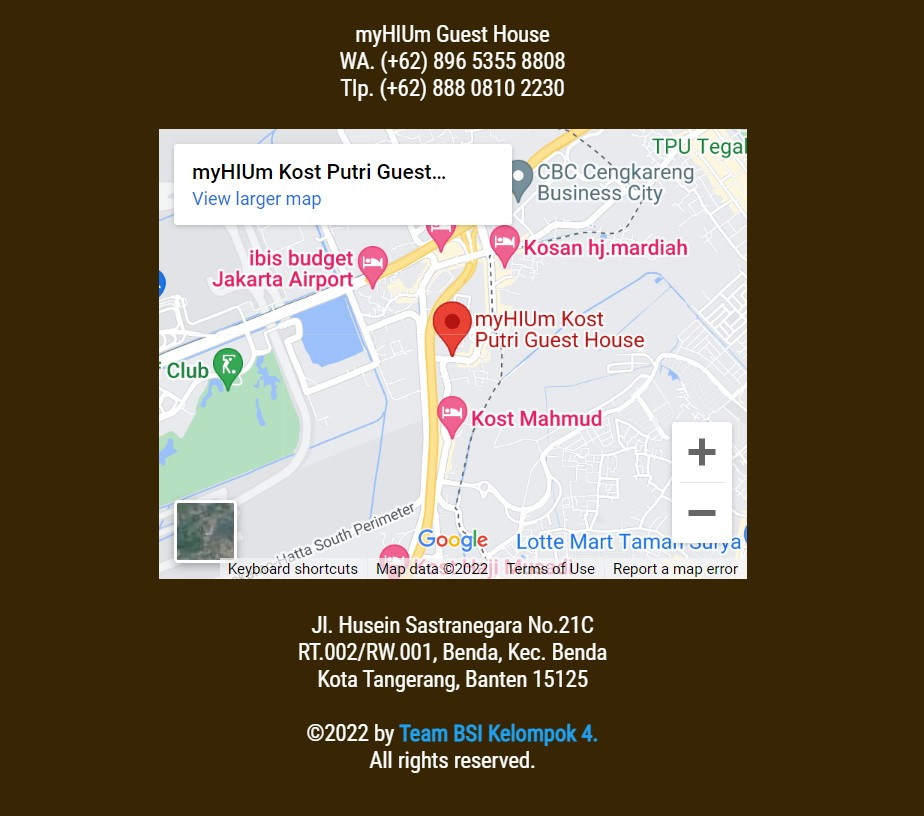 myHIUm Guest House
WA. (+62) 896 5355 8808
Tlp. (+62) 888 0810 2230
TPU Tegal
myHIUm Kost Putri Guest...
View larger map
CBC Cengkareng
Business City
Kosan hj.mardiah
ibis budget
Jakarta Airport
myHIUm Kost
Putri Guest House
Club
Kost Mahmud
+
−
Hatta South Perimeter
Google
Lotte Mart Taman Surya
Keyboard shortcuts
Map data ©2022
Terms of Use
Report a map error
Jl. Husein Sastranegara No.21C
RT.002/RW.001, Benda, Kec. Benda
Kota Tangerang, Banten 15125
©2022 by Team BSI Kelompok 4.
All rights reserved.